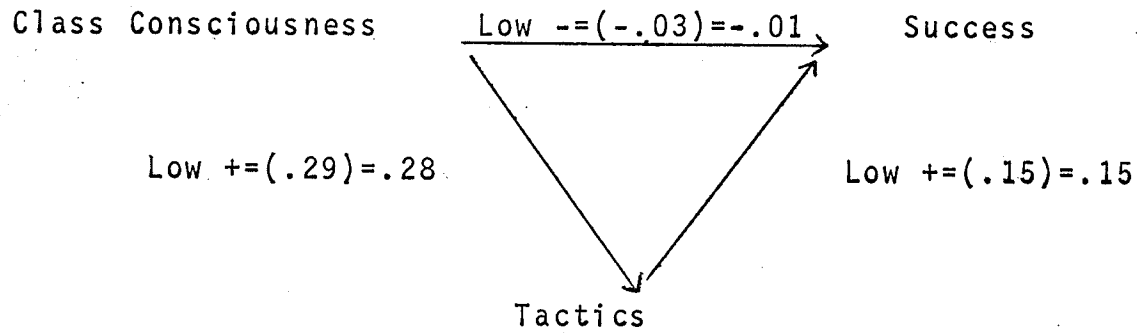 Class Consciousness Low -=(-.03)=-.01 Success
Low +=(.29)=.28 Low +=(.15)=.15
Tactics